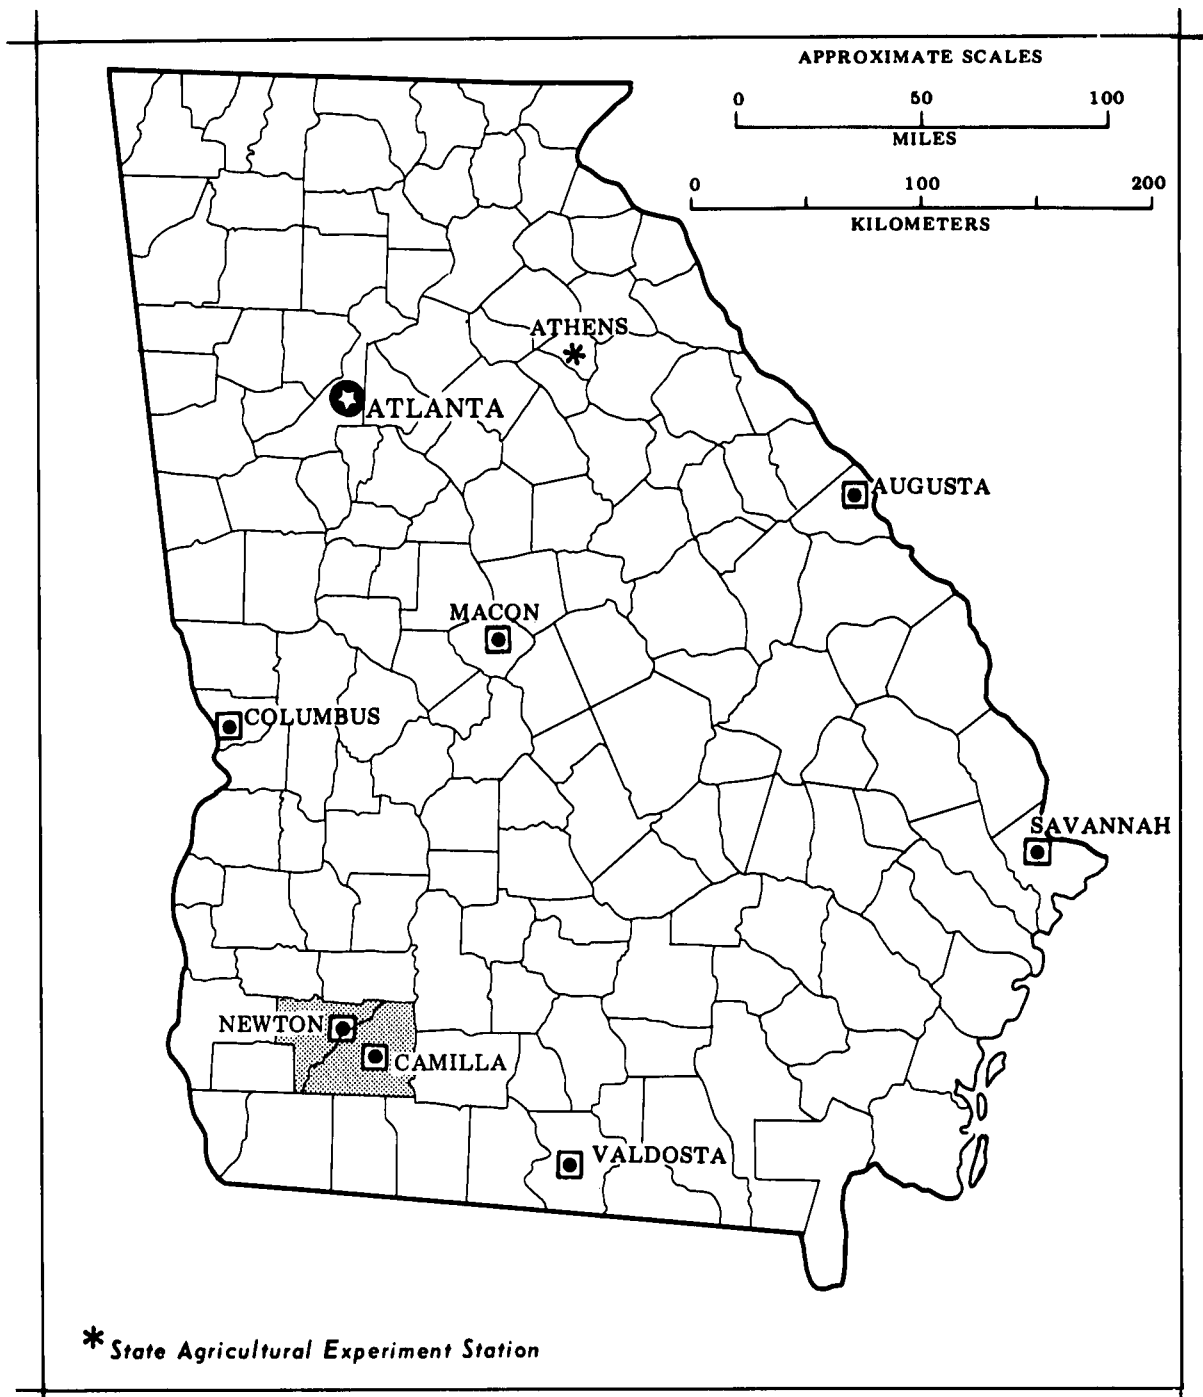 APPROXIMATE SCALES
0 50 100
MILES
0 100 200
KILOMETERS
ATHENS
*
ATLANTA
AUGUSTA
MACON
COLUMBUS
SAVANNAH
NEWTON
CAMILLA
VALDOSTA
* State Agricultural Experiment Station